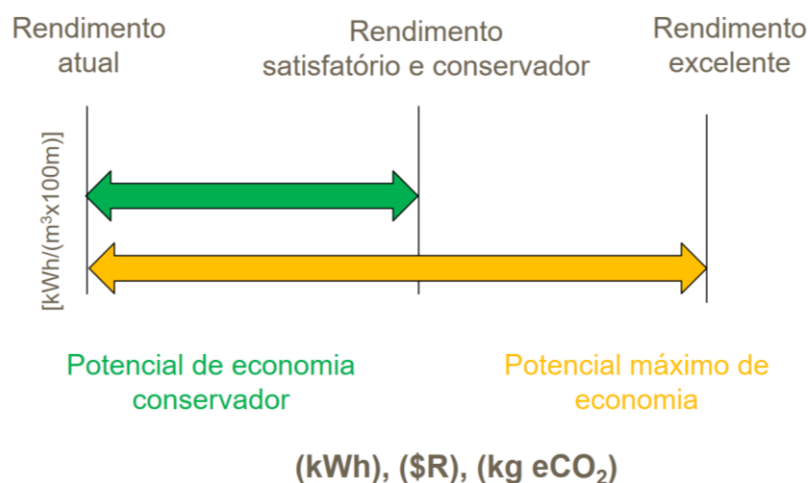 Rendimento
atual
Rendimento
satisfatório e conservador
Rendimento
excelente
[kWh/(m³x100m)]
Potencial de economia
conservador
Potencial máximo de
economia
(kWh), ($R), (kg eCO₂)